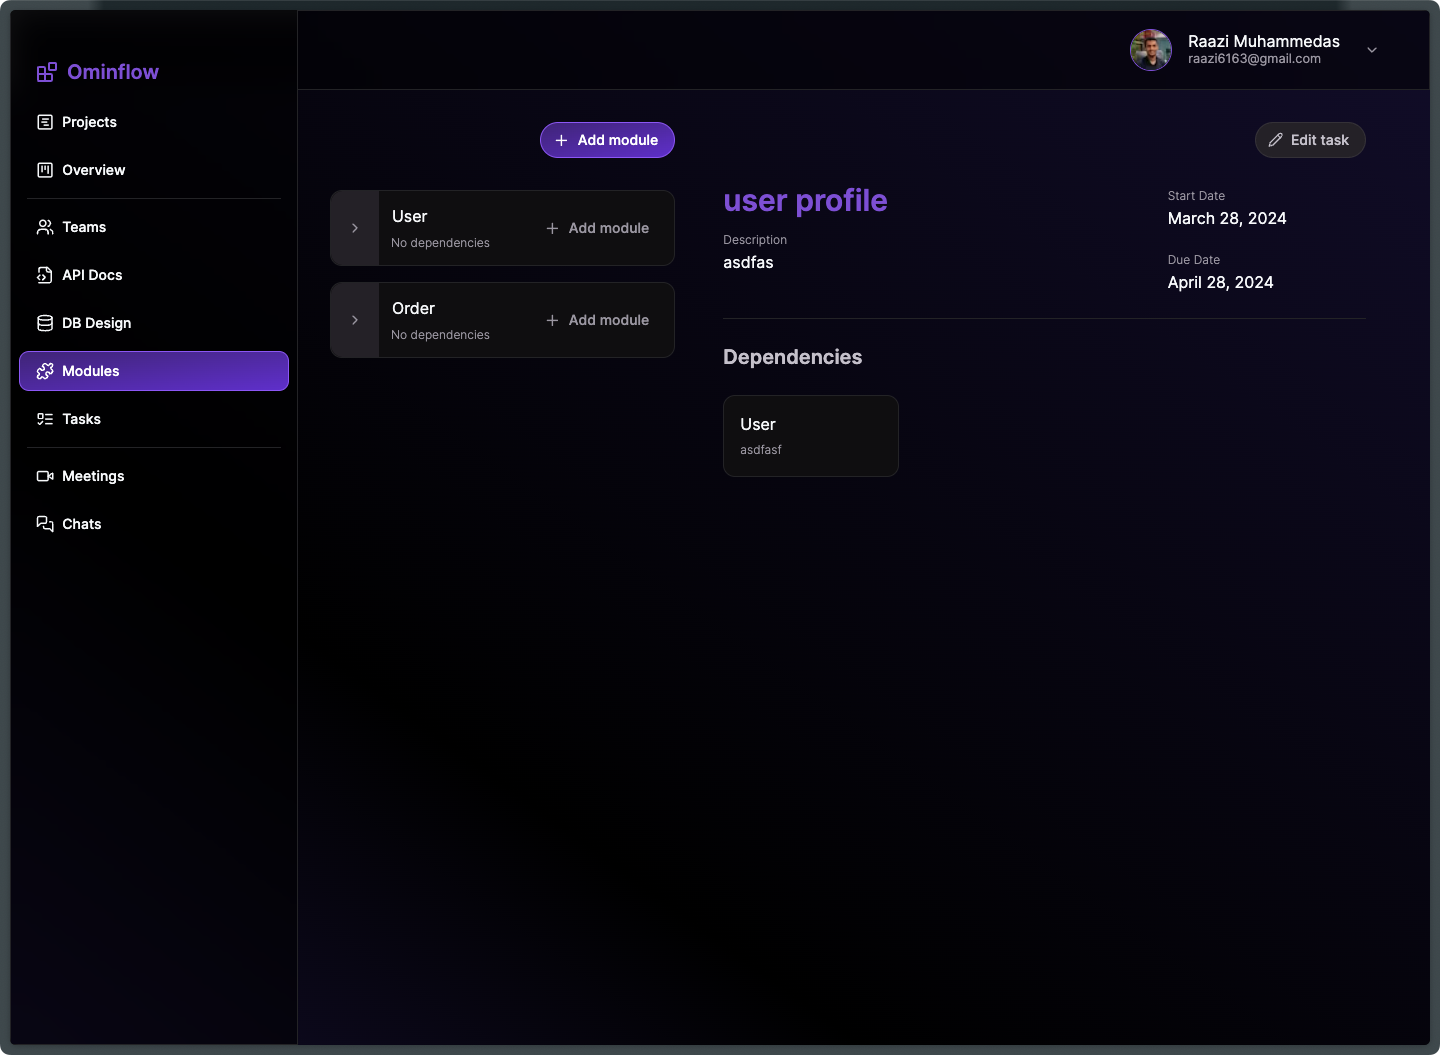 Ominflow
Projects
Overview
Teams
API Docs
DB Design
Modules
Tasks
Meetings
Chats
Raazi Muhammedas
raazi6163@gmail.com
Add module
User
No dependencies
Add module
Order
No dependencies
Add module
Edit task
user profile
Description
asdfas
Start Date
March 28, 2024
Due Date
April 28, 2024
Dependencies
User
asdfasf